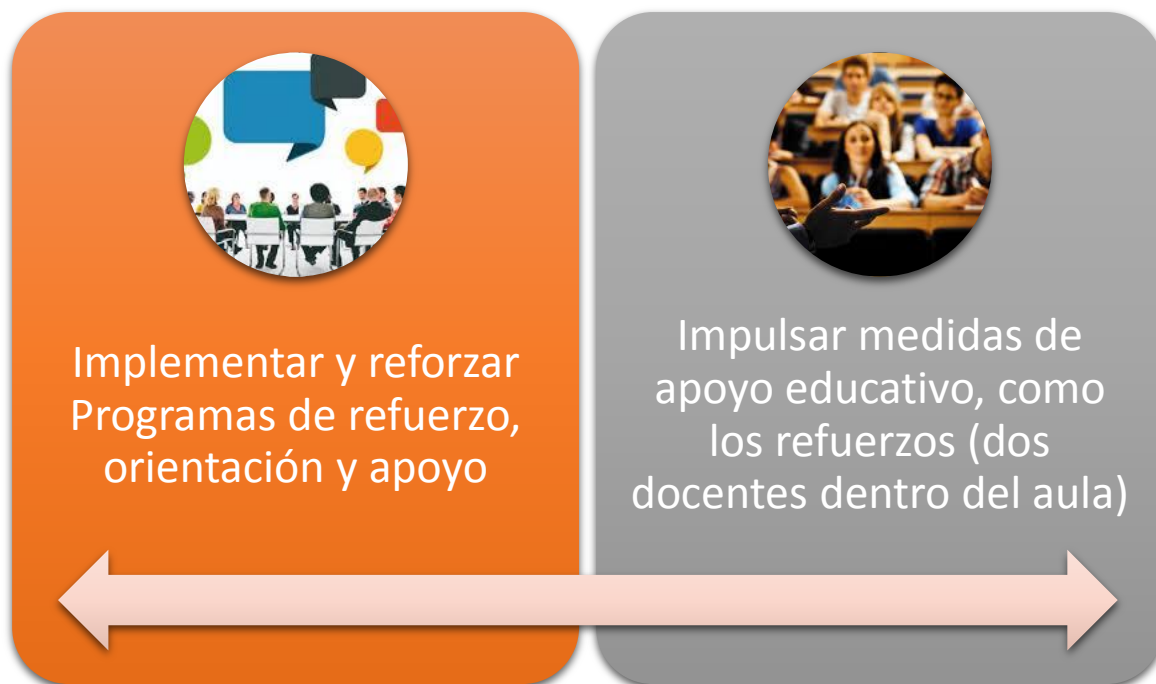 Implementar y reforzar
Programas de refuerzo,
orientación y apoyo
Impulsar medidas de
apoyo educativo, como
los refuerzos (dos
docentes dentro del aula)